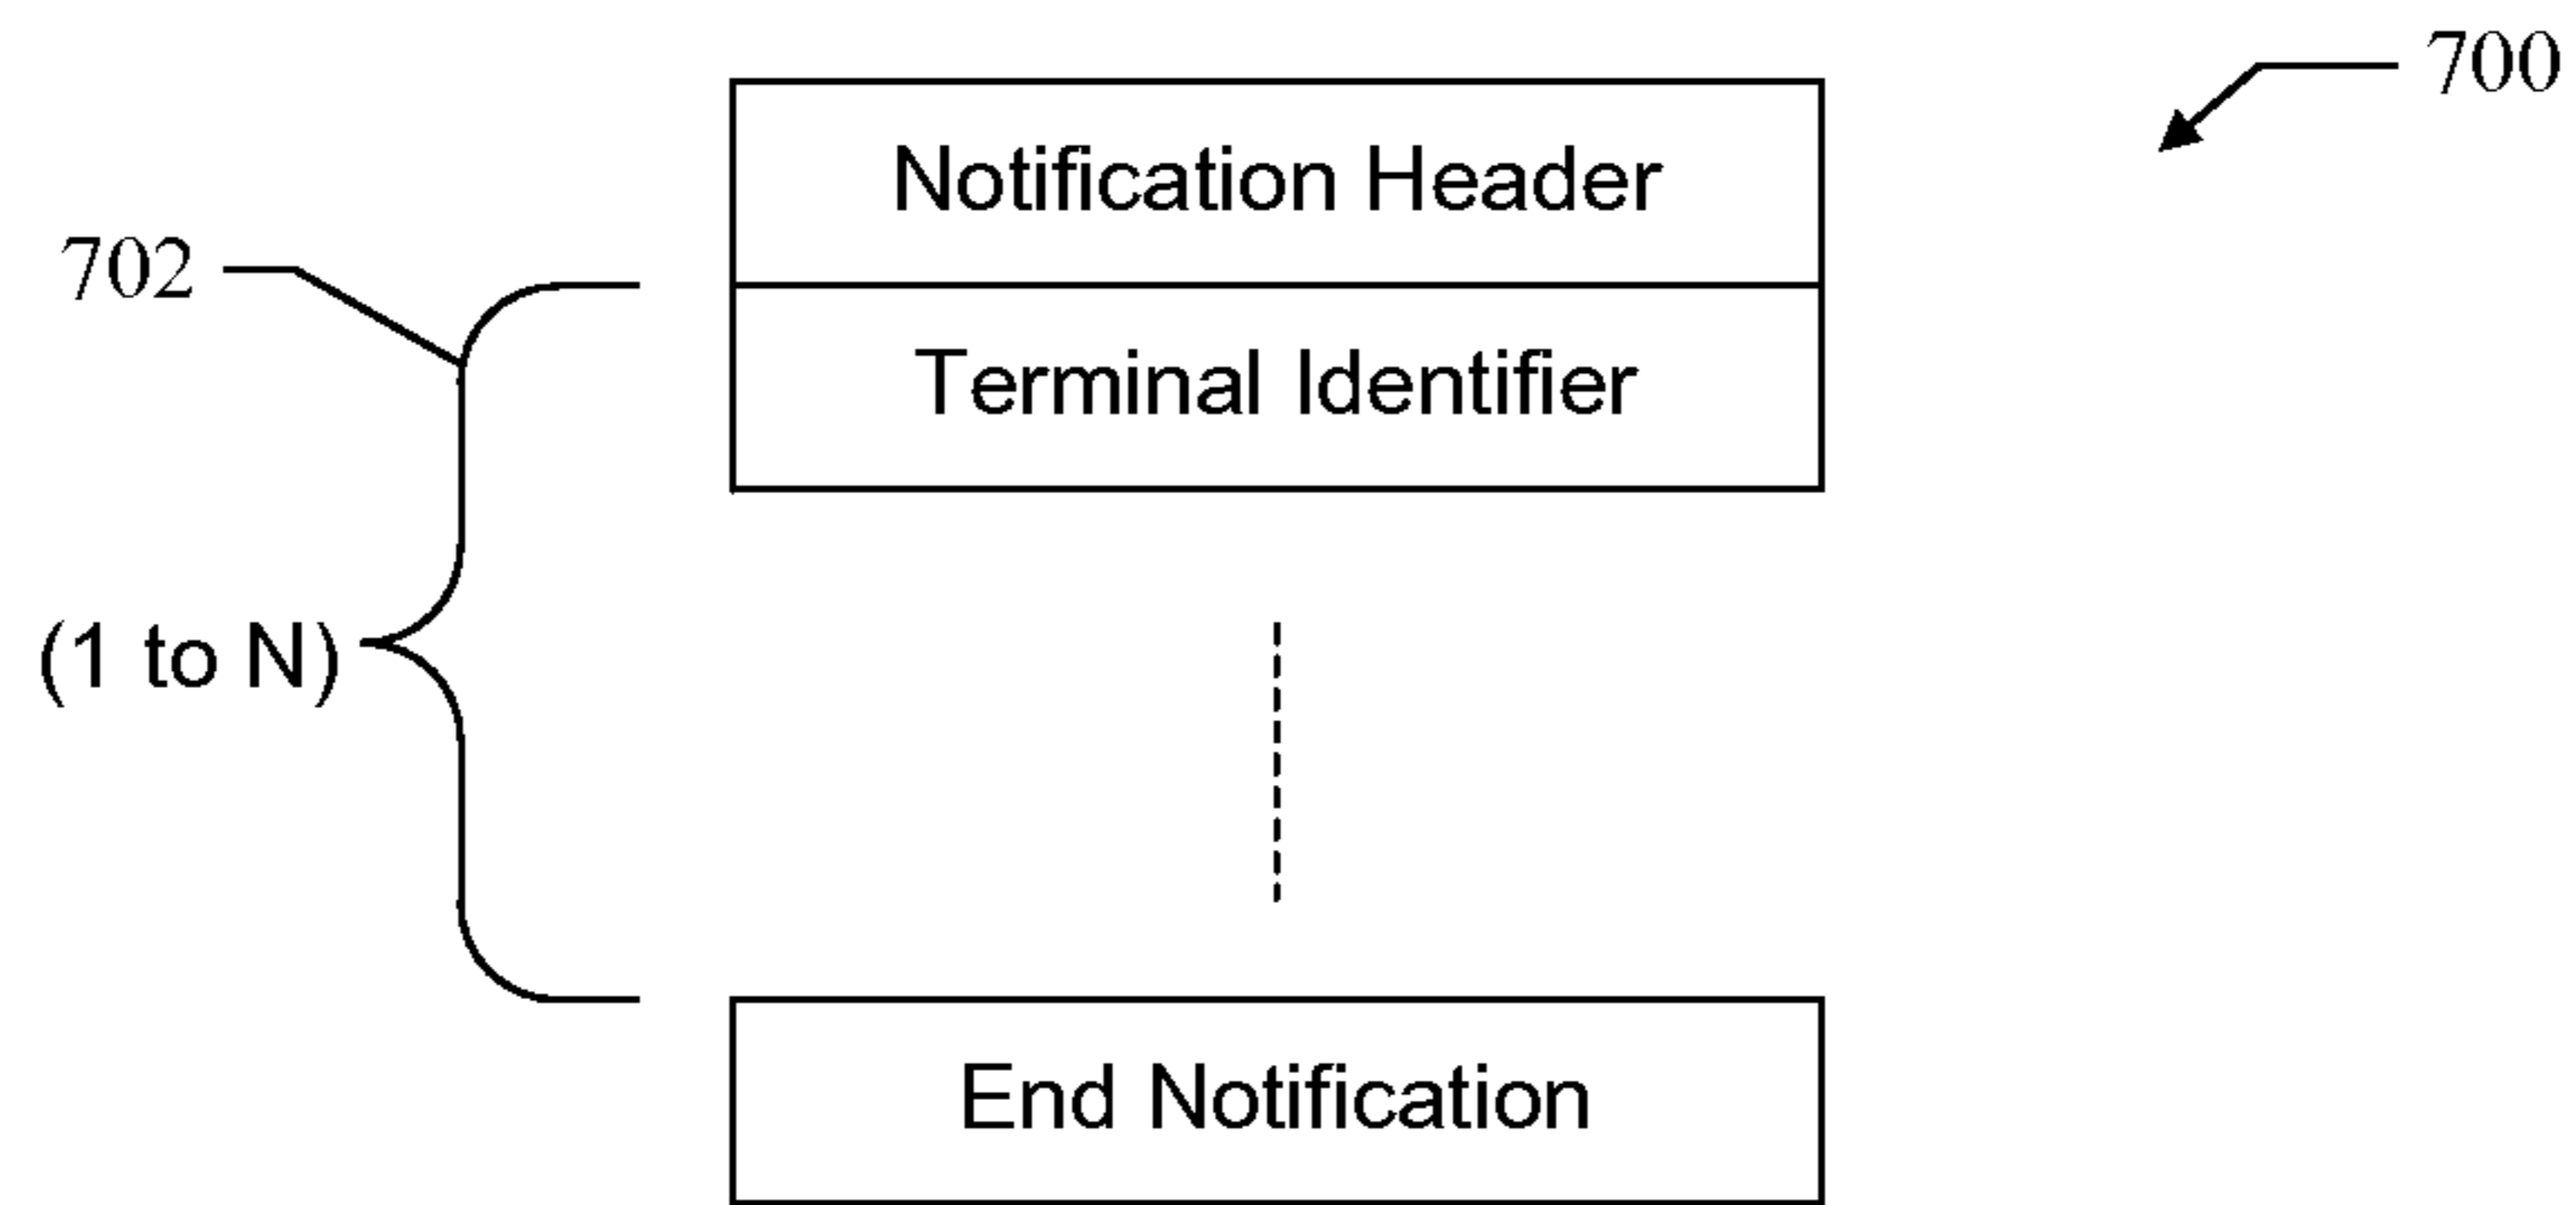 700
Notification Header
702
Terminal Identifier
(1 to N)
End Notification